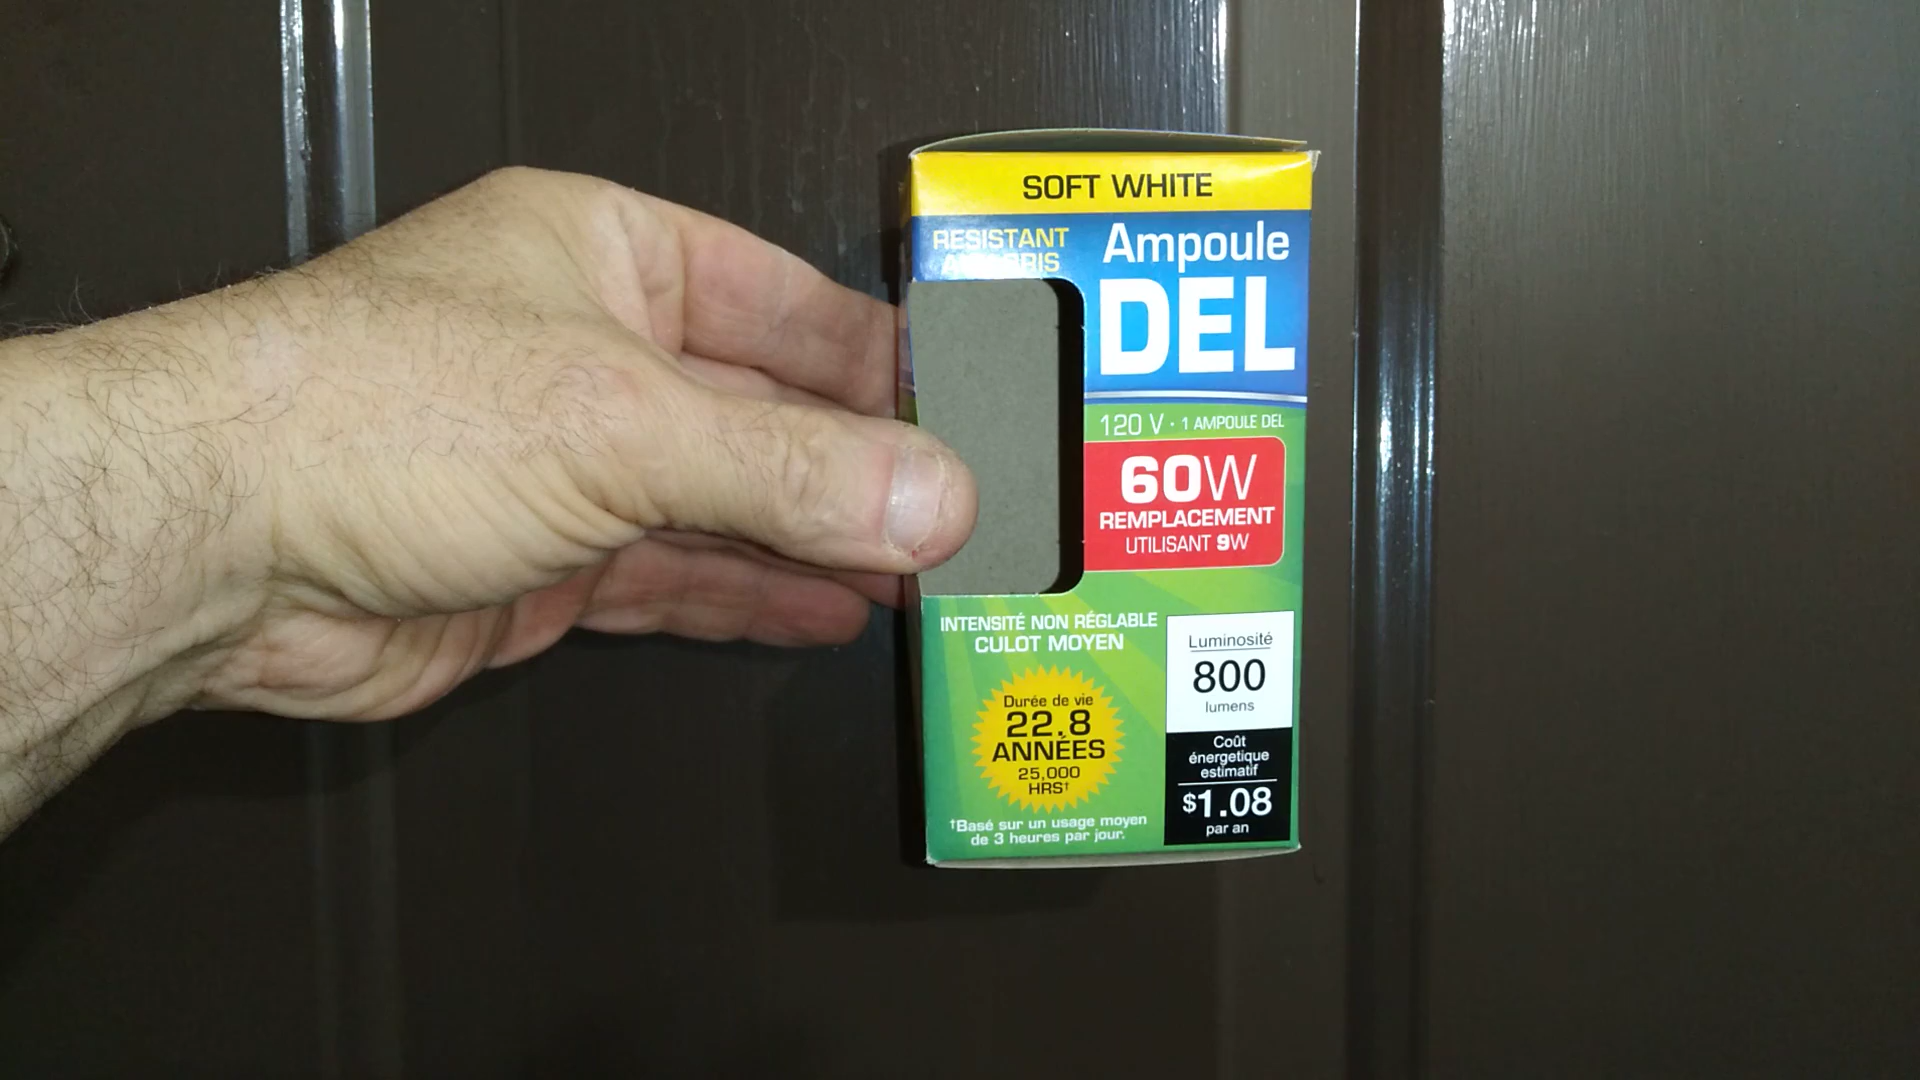 SOFT WHITE
RESISTANT
Ampoule
DEL
120 V · 1 AMPOULE DEL
60W
REMPLACEMENT
UTILISANT 9W
INTENSITÉ NON RÉGLABLE
CULOT MOYEN
Durée de vie
22.8
ANNÉES
25,000
HRS†
†Basé sur un usage moyen
de 3 heures par jour.
Luminosité
800
lumens
Coût
énergetique
estimatif
$1.08
par an